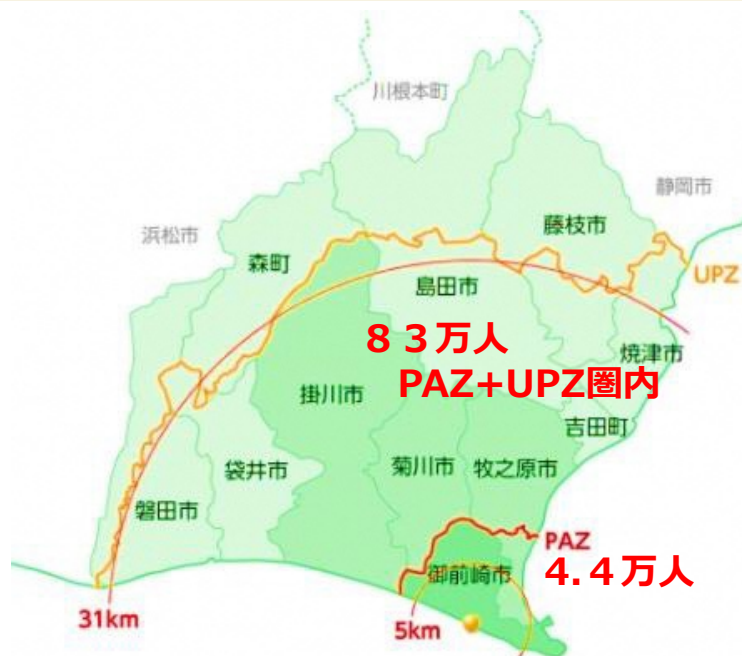 川根本町
静岡市
藤枝市
浜松市
森町
UPZ
島田市
８３万人
焼津市
PAZ+UPZ圏内
掛川市
吉田町
菊川市
牧之原市
袋井市
磐田市
PAZ
御前崎市
４.４万人
31km
5km